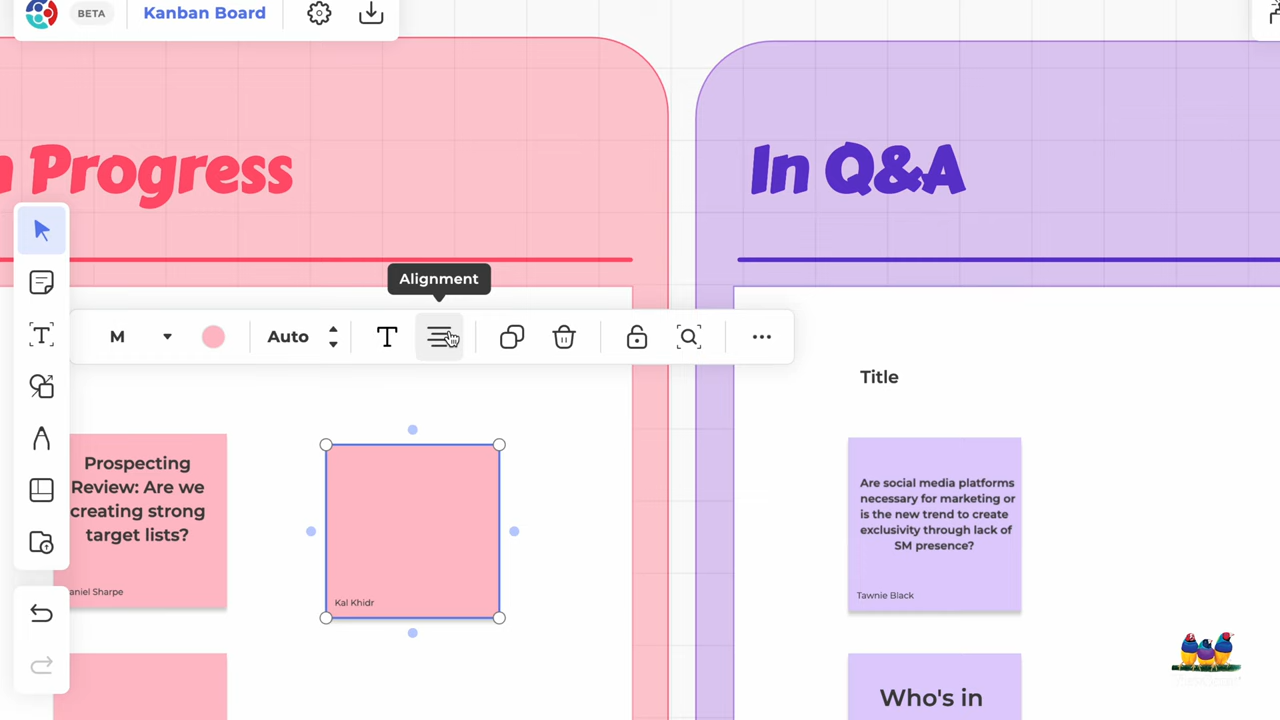 BETA
Kanban Board
Progress
In Q&A
Alignment
M
Auto
Title
Prospecting
Review: Are we
creating strong
target lists?
aniel Sharpe
Kal Khidr
Are social media platforms
necessary for marketing or
is the new trend to create
exclusivity through lack of
SM presence?
Tawnie Black
Who's in